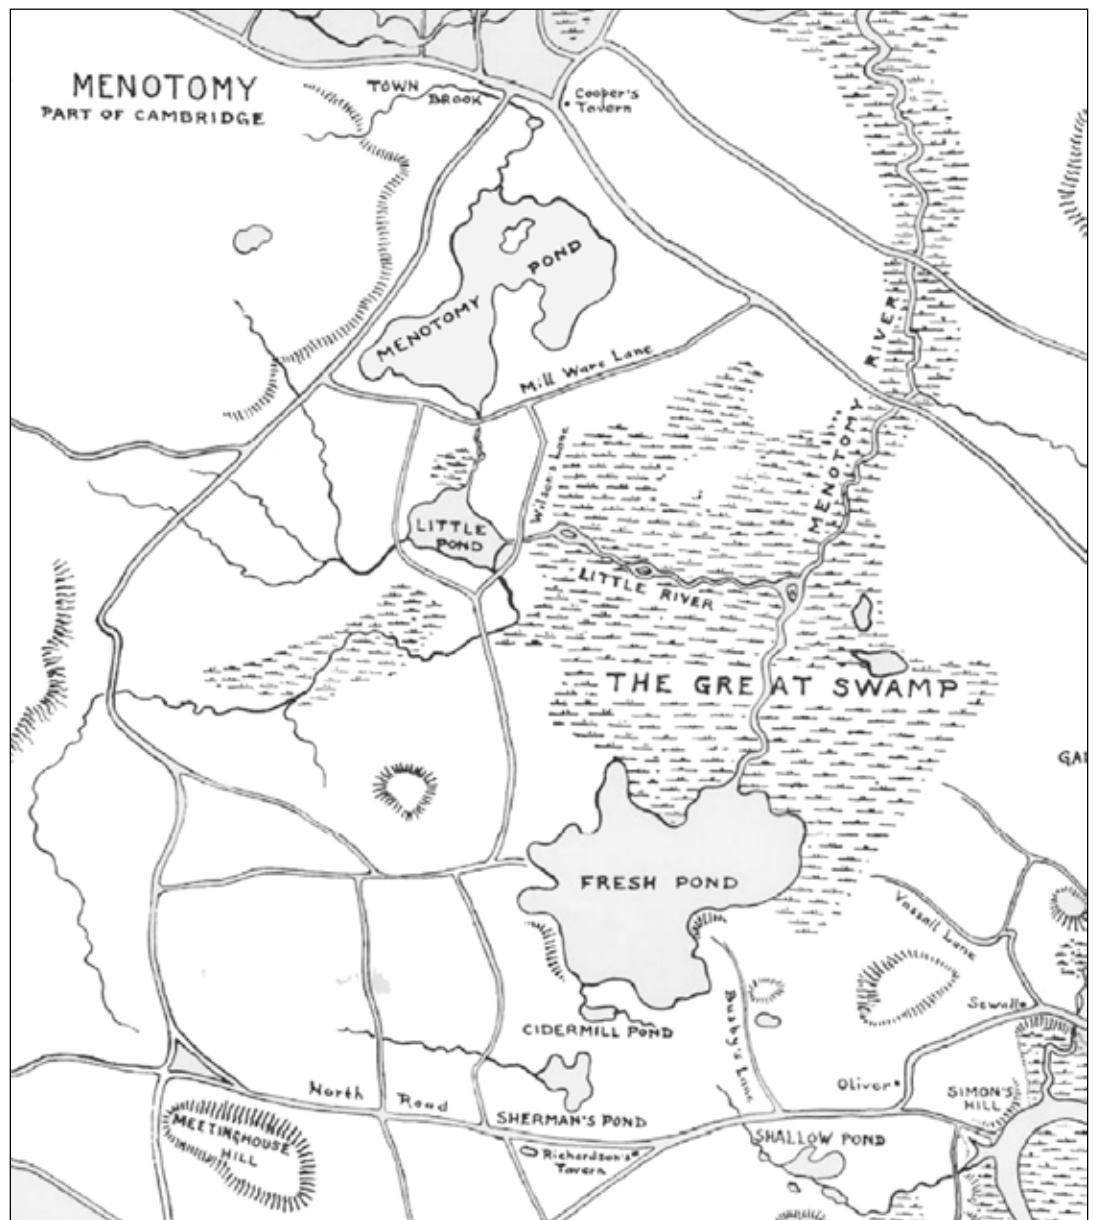 MENOTOMY
PART OF CAMBRIDGE
TOWN
BROOK
Cooper's
Tavern
MENOTOMY POND
RIVER
Mill Ware Lane
MENOTOMY
Wilson's Lane
LITTLE
POND
LITTLE RIVER
THE GREAT SWAMP
GA
FRESH POND
Vassall Lane
Sewall
CIDERMILL POND
Busby's Lane
Oliver
SIMON'S
HILL
North Road
SHERMAN'S POND
MEETINGHOUSE
HILL
SHALLOW POND
Richardson's
Tavern